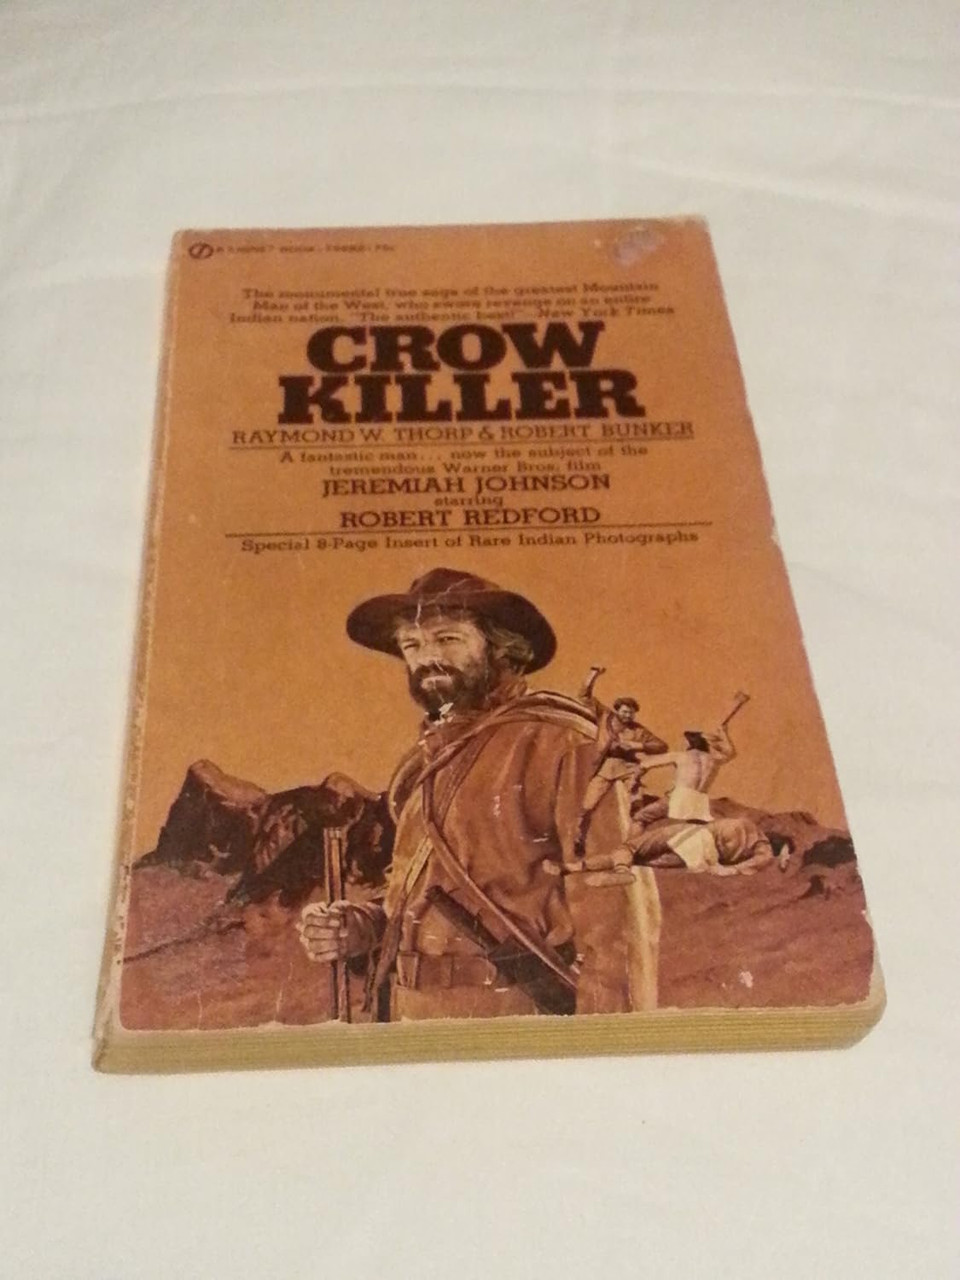 A SIGNET BOOK
The monumental true saga of the greatest Mountain
Man of the West, who swore revenge on an entire
Indian nation. "The authentic best!"—New York Times
CROW
KILLER
RAYMOND W. THORP & ROBERT BUNKER
A fantastic man... now the subject of the
tremendous Warner Bros. film
JEREMIAH JOHNSON
starring
ROBERT REDFORD
Special 8-Page Insert of Rare Indian Photographs